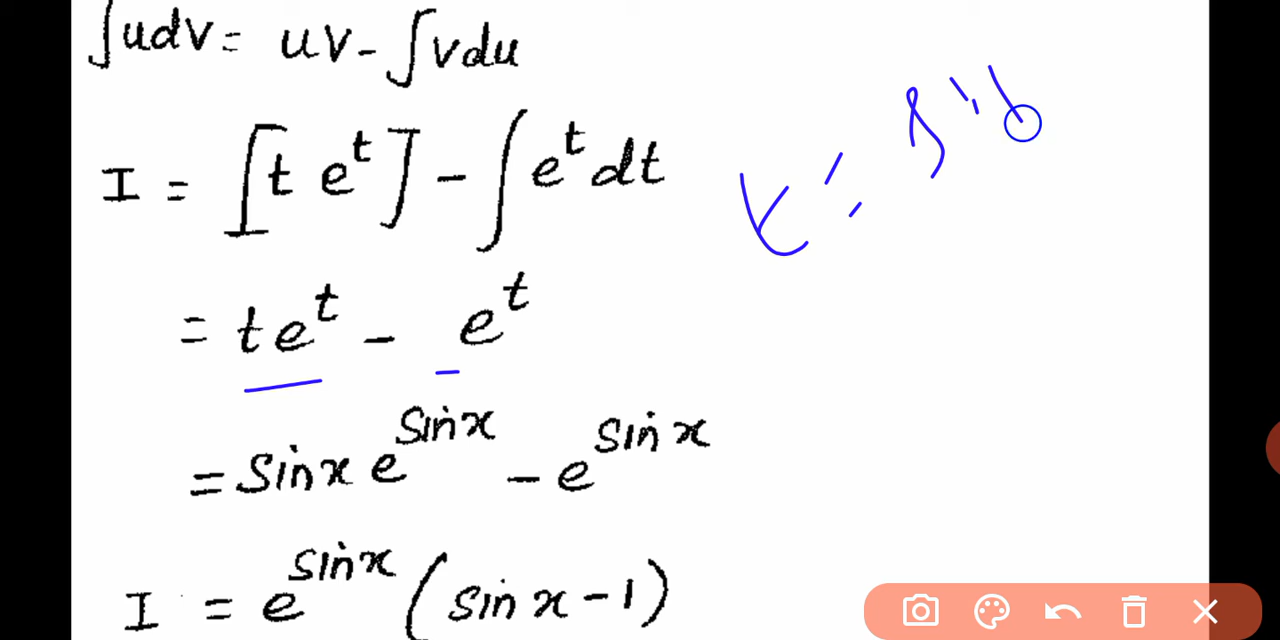 ∫udv = uv - ∫vdu
I = [t e^t] - ∫e^t dt
= te^t - e^t
= Sinx e^Sinx - e^Sinx
I = e^Sinx (Sinx - 1)
t =